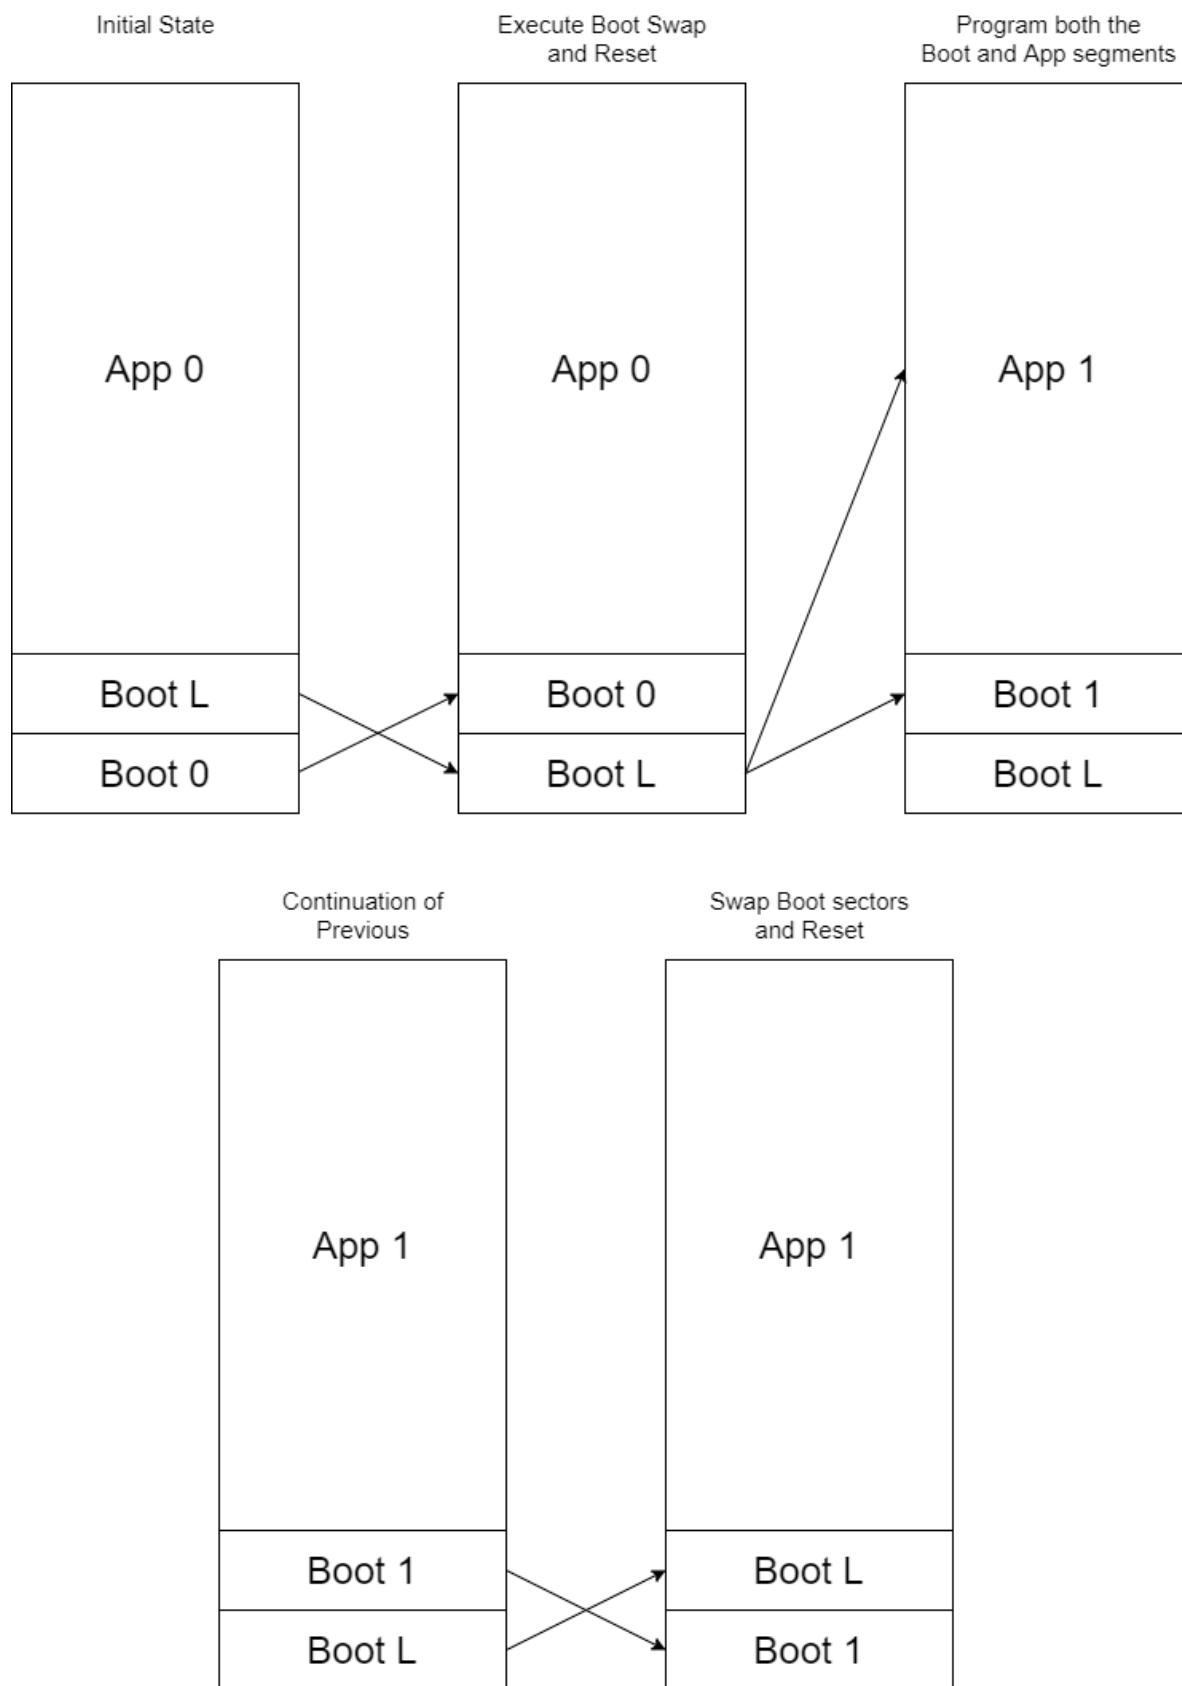 Initial State
Execute Boot Swap
and Reset
Program both the
Boot and App segments
App 0
App 0
App 1
Boot L
Boot 0
Boot 1
Boot 0
Boot L
Boot L
Continuation of
Previous
Swap Boot sectors
and Reset
App 1
App 1
Boot 1
Boot L
Boot L
Boot 1